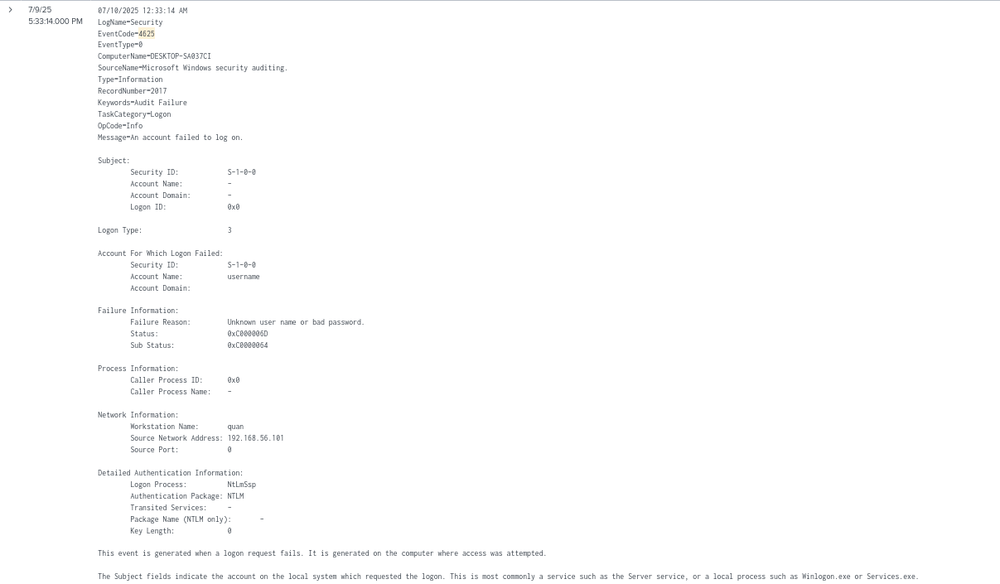 7/9/25
5:33:14.000 PM
07/10/2025 12:33:14 AM
LogName=Security
EventCode=4625
EventType=0
ComputerName=DESKTOP-SA037CI
SourceName=Microsoft Windows security auditing.
Type=Information
RecordNumber=2017
Keywords=Audit Failure
TaskCategory=Logon
OpCode=Info
Message=An account failed to log on.
Subject:
Security ID: S-1-0-0
Account Name: -
Account Domain: -
Logon ID: 0x0
Logon Type: 3
Account For Which Logon Failed:
Security ID: S-1-0-0
Account Name: username
Account Domain:
Failure Information:
Failure Reason: Unknown user name or bad password.
Status: 0xC000006D
Sub Status: 0xC0000064
Process Information:
Caller Process ID: 0x0
Caller Process Name: -
Network Information:
Workstation Name: quan
Source Network Address: 192.168.56.101
Source Port: 0
Detailed Authentication Information:
Logon Process: NtLmSsp
Authentication Package: NTLM
Transited Services: -
Package Name (NTLM only): -
Key Length: 0
This event is generated when a logon request fails. It is generated on the computer where access was attempted.
The Subject fields indicate the account on the local system which requested the logon. This is most commonly a service such as the Server service, or a local process such as Winlogon.exe or Services.exe.